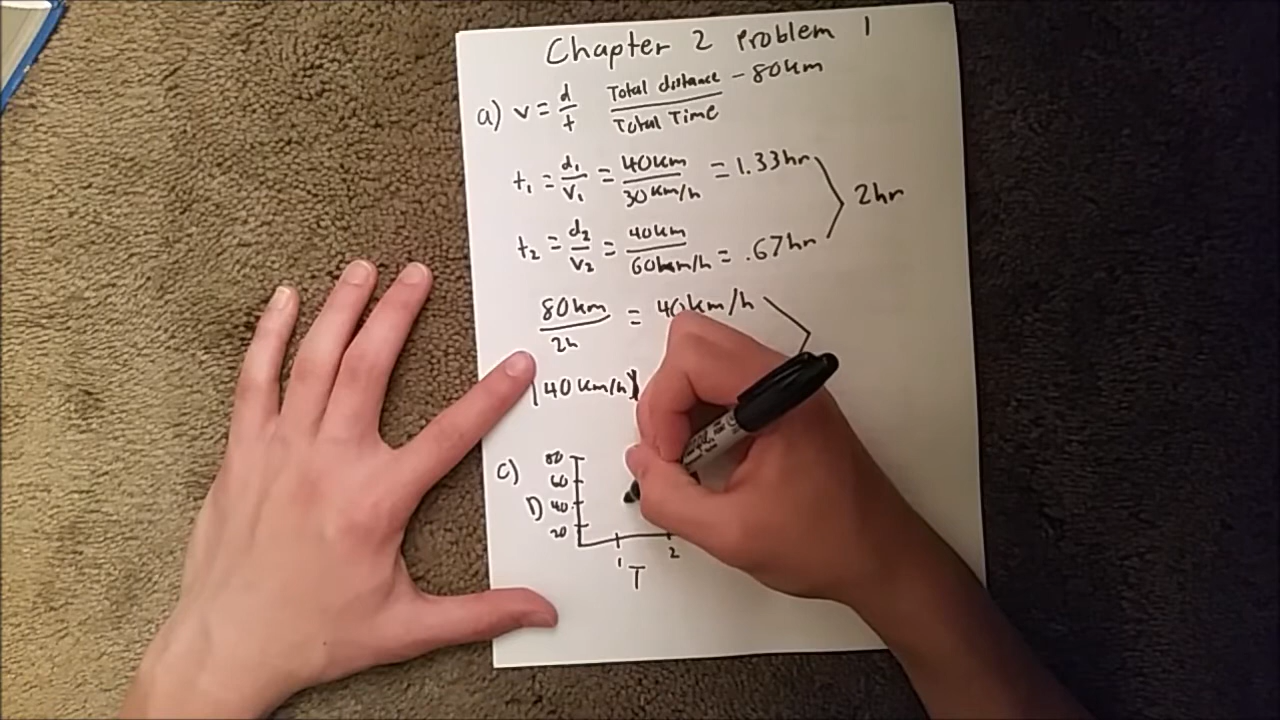 Chapter 2 Problem 1
a) v = d/t Total distance/Total Time - 80km
t₁ = d₁/v₁ = 40km/30km/h = 1.33hr
2hr
t₂ = d₂/v₂ = 40km/60km/h = .67hr
80km/2h = 40km/h
|40km/h|
c)
80
60
D 40
20
1 2
T